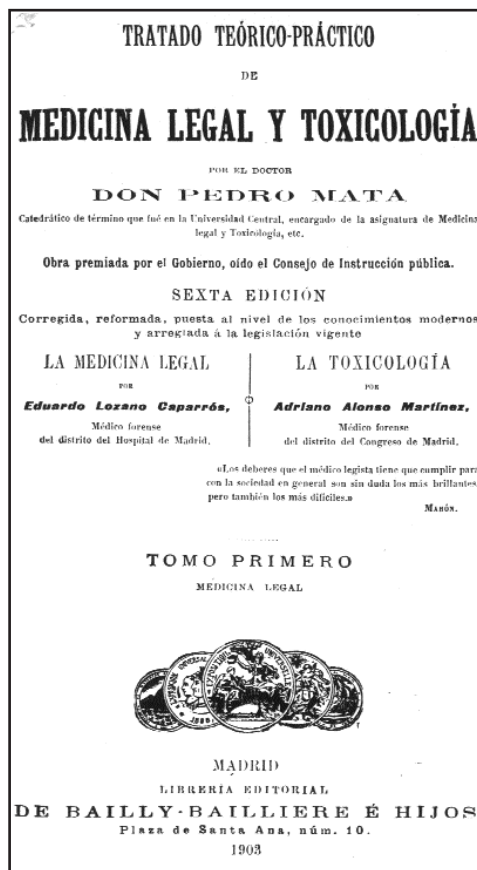 TRATADO TEÓRICO-PRÁCTICO
DE
MEDICINA LEGAL Y TOXICOLOGÍA
POR EL DOCTOR
DON PEDRO MATA
Catedrático de término que fué en la Universidad Central, encargado de la asignatura de Medicina
legal y Toxicología, etc.
Obra premiada por el Gobierno, oído el Consejo de Instrucción pública.
SEXTA EDICIÓN
Corregida, reformada, puesta al nivel de los conocimientos modernos
y arreglada á la legislación vigente
LA MEDICINA LEGAL
POR
Eduardo Lozano Caparrós,
Médico forense
del distrito del Hospital de Madrid.
LA TOXICOLOGÍA
POR
Adriano Alonso Martínez,
Médico forense
del distrito del Congreso de Madrid.
«Los deberes que el médico legista tiene que cumplir para
con la sociedad en general son sin duda los más brillantes,
pero también los más difíciles.»
MAHÓN.
TOMO PRIMERO
MEDICINA LEGAL
MADRID
LIBRERÍA EDITORIAL
DE BAILLY-BAILLIERE É HIJOS
Plaza de Santa Ana, núm. 10.
1903